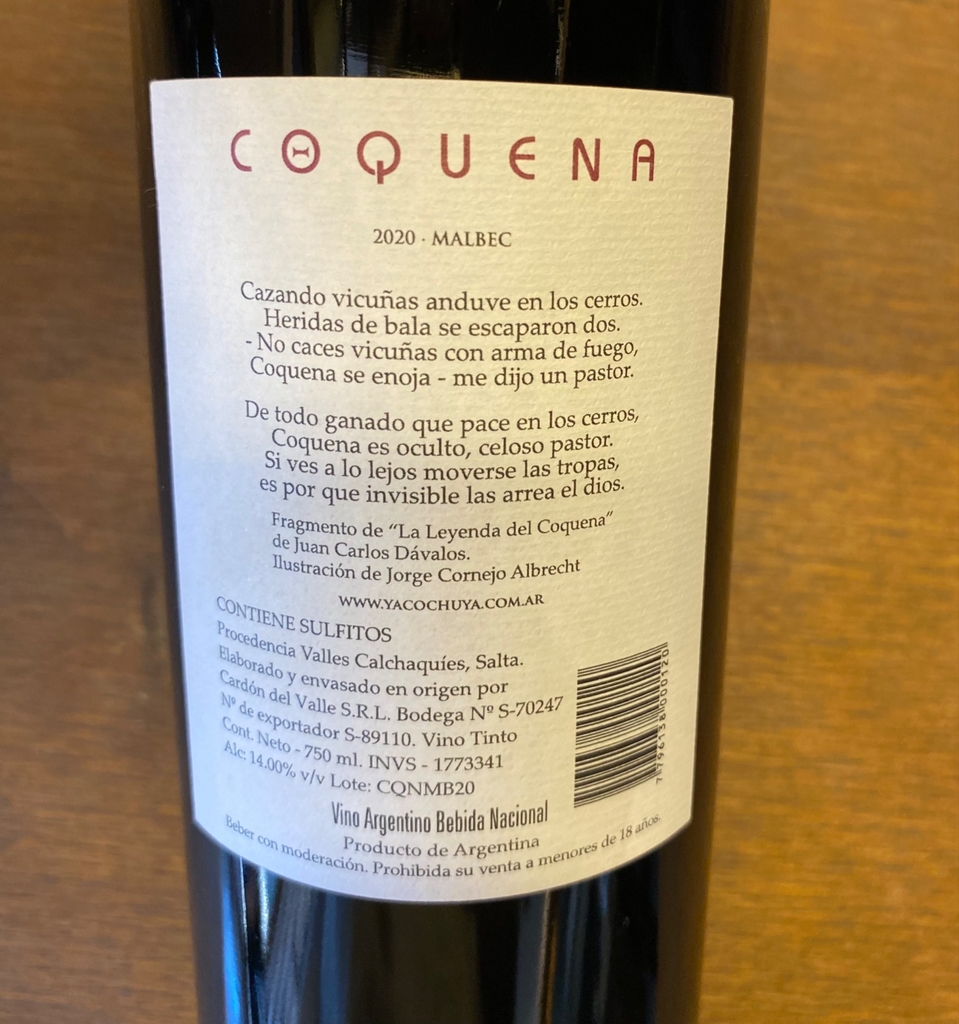 COQUENA
2020 · MALBEC
Cazando vicuñas anduve en los cerros.
Heridas de bala se escaparon dos.
- No caces vicuñas con arma de fuego,
Coquena se enoja - me dijo un pastor.
De todo ganado que pace en los cerros,
Coquena es oculto, celoso pastor.
Si ves a lo lejos moverse las tropas,
es por que invisible las arrea el dios.
Fragmento de “La Leyenda del Coquena”
de Juan Carlos Dávalos.
Ilustración de Jorge Cornejo Albrecht
WWW.YACOCHUYA.COM.AR
CONTIENE SULFITOS
Procedencia Valles Calchaquíes, Salta.
Elaborado y envasado en origen por
Cardón del Valle S.R.L. Bodega Nº S-70247
Nº de exportador S-89110. Vino Tinto
Cont. Neto - 750 ml. INVS - 1773341
Alc: 14.00% v/v Lote: CQNMB20
7 796138 000120
Vino Argentino Bebida Nacional
Producto de Argentina
Beber con moderación. Prohibida su venta a menores de 18 años.